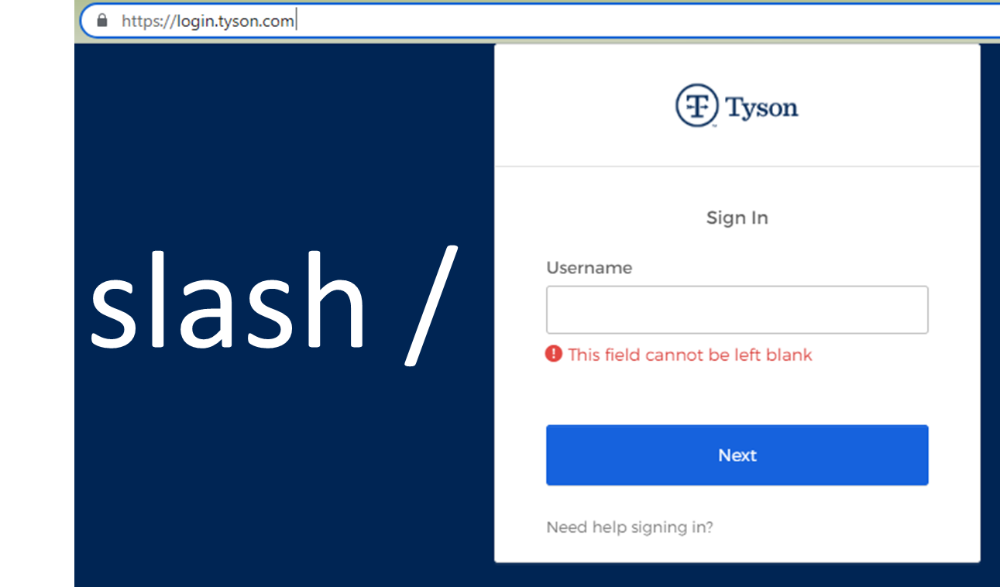 https://login.tyson.com
T Tyson
Sign In
slash /
Username
This field cannot be left blank
Next
Need help signing in?